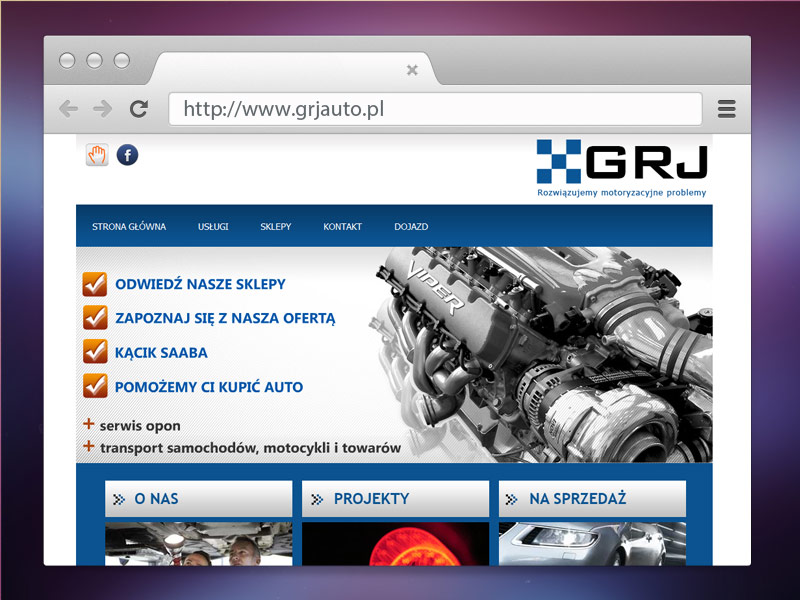 http://www.grjauto.pl
GRJ
Rozwiązujemy motoryzacyjne problemy
STRONA GŁÓWNA USŁUGI SKLEPY KONTAKT DOJAZD
VIPER
ODWIEDŹ NASZE SKLEPY
ZAPOZNAJ SIĘ Z NASZA OFERTĄ
KĄCIK SAABA
POMOŻEMY CI KUPIĆ AUTO
+ serwis opon
+ transport samochodów, motocykli i towarów
O NAS PROJEKTY NA SPRZEDAŻ